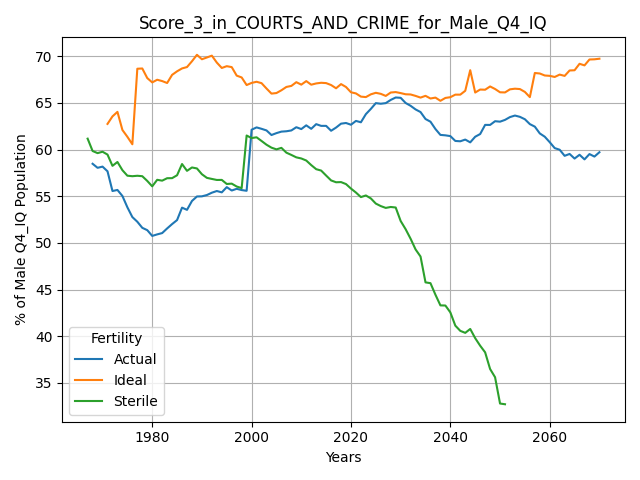 Score_3_in_COURTS_AND_CRIME_for_Male_Q4_IQ
% of Male Q4_IQ Population
70
65
60
55
50
45
40
35
Fertility
Actual
Ideal
Sterile
1980 2000 2020 2040 2060
Years